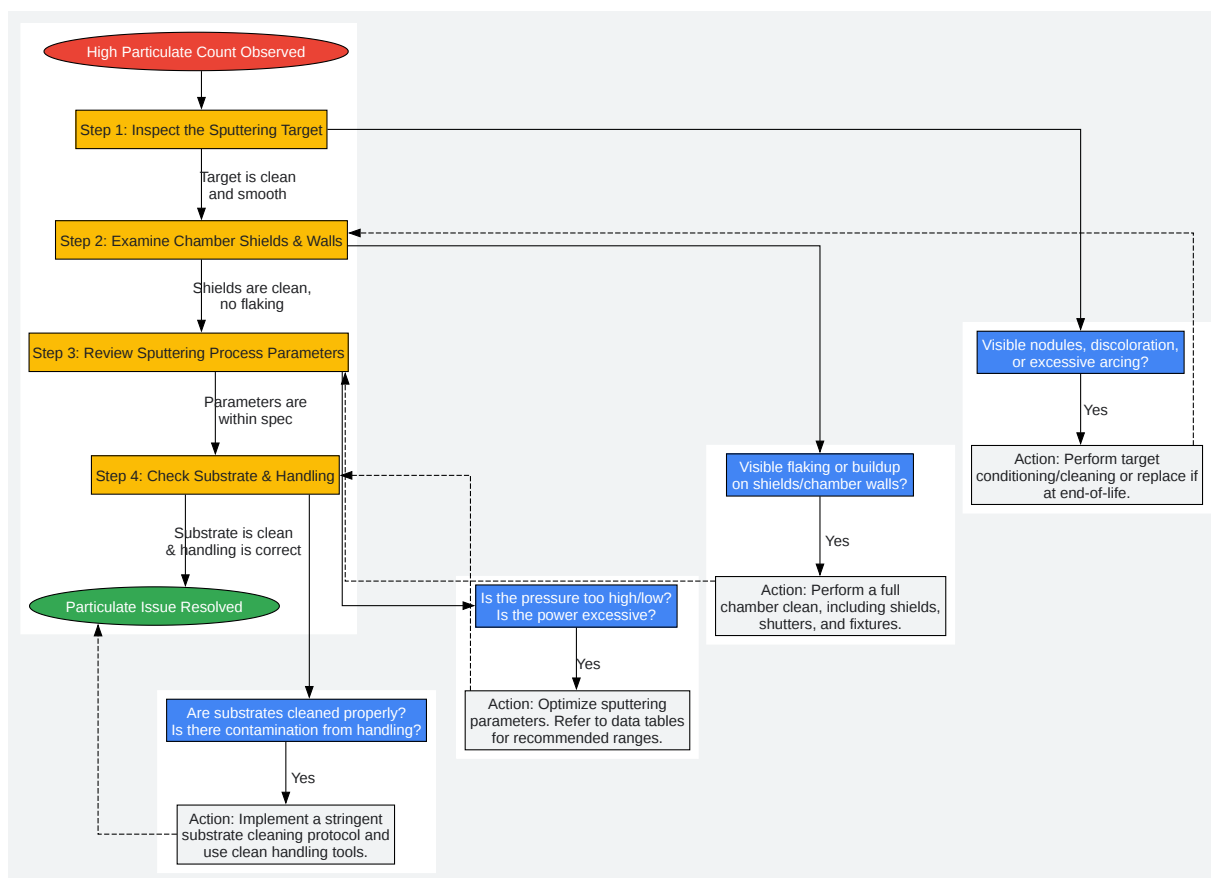 High Particulate Count Observed
Step 1: Inspect the Sputtering Target
Target is clean
and smooth
Step 2: Examine Chamber Shields & Walls
Shields are clean,
no flaking
Step 3: Review Sputtering Process Parameters
Visible nodules, discoloration,
or excessive arcing?
Parameters are
within spec
Yes
Step 4: Check Substrate & Handling
Visible flaking or buildup
on shields/chamber walls?
Action: Perform target
conditioning/cleaning or replace if
at end-of-life.
Substrate is clean
& handling is correct
Yes
Particulate Issue Resolved
Is the pressure too high/low?
Is the power excessive?
Action: Perform a full
chamber clean, including shields,
shutters, and fixtures.
Yes
Are substrates cleaned properly?
Is there contamination from handling?
Action: Optimize sputtering
parameters. Refer to data tables
for recommended ranges.
Yes
Action: Implement a stringent
substrate cleaning protocol and
use clean handling tools.